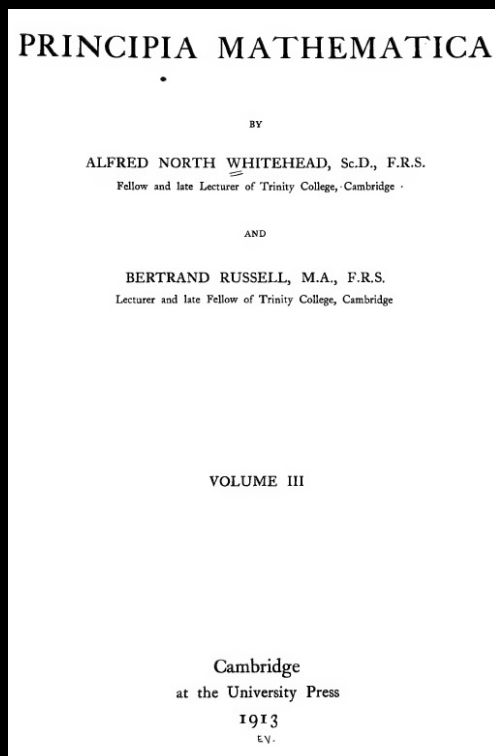 PRINCIPIA MATHEMATICA
BY
ALFRED NORTH WHITEHEAD, Sc.D., F.R.S.
Fellow and late Lecturer of Trinity College, Cambridge
AND
BERTRAND RUSSELL, M.A., F.R.S.
Lecturer and late Fellow of Trinity College, Cambridge
VOLUME III
Cambridge
at the University Press
1913
EV.